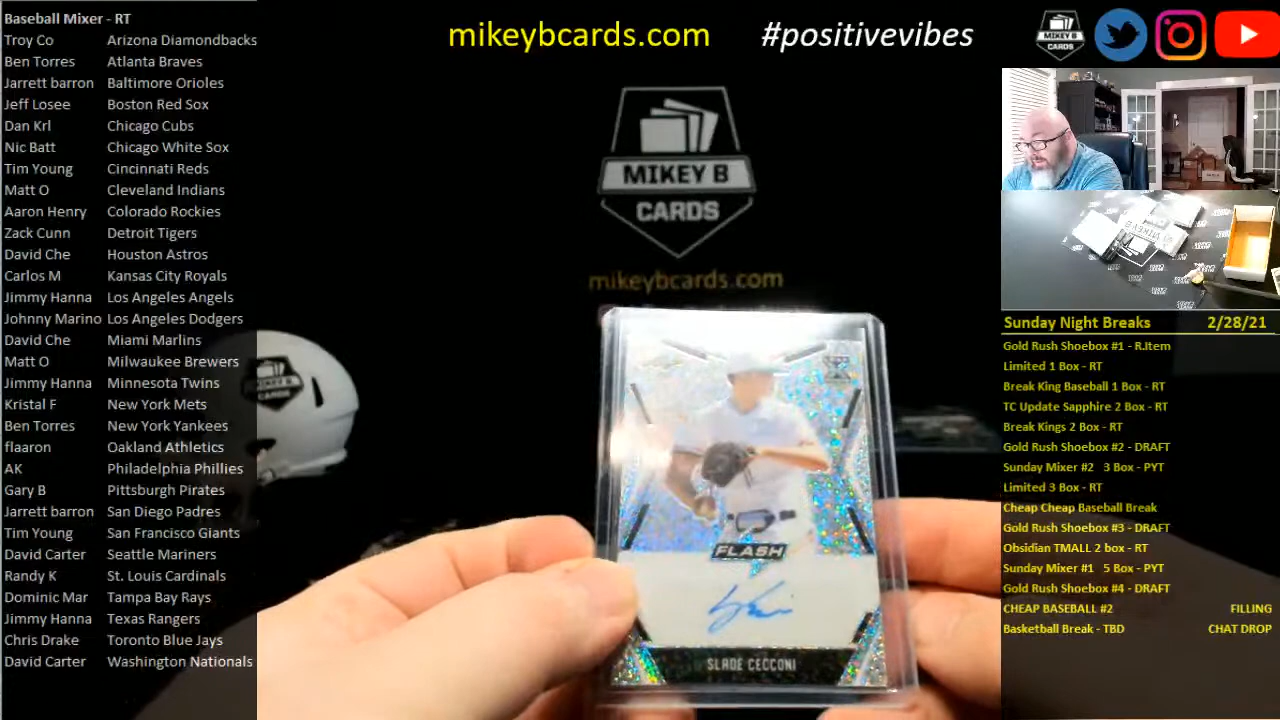 Baseball Mixer - RT
Troy Co Arizona Diamondbacks
Ben Torres Atlanta Braves
Jarrett barron Baltimore Orioles
Jeff Losee Boston Red Sox
Dan Krl Chicago Cubs
Nic Batt Chicago White Sox
Tim Young Cincinnati Reds
Matt O Cleveland Indians
Aaron Henry Colorado Rockies
Zack Cunn Detroit Tigers
David Che Houston Astros
Carlos M Kansas City Royals
Jimmy Hanna Los Angeles Angels
Johnny Marino Los Angeles Dodgers
David Che Miami Marlins
Matt O Milwaukee Brewers
Jimmy Hanna Minnesota Twins
Kristal F New York Mets
Ben Torres New York Yankees
flaaron Oakland Athletics
AK Philadelphia Phillies
Gary B Pittsburgh Pirates
Jarrett barron San Diego Padres
Tim Young San Francisco Giants
David Carter Seattle Mariners
Randy K St. Louis Cardinals
Dominic Mar Tampa Bay Rays
Jimmy Hanna Texas Rangers
Chris Drake Toronto Blue Jays
David Carter Washington Nationals
mikeybcards.com #positivevibes
MIKEY B
CARDS
MIKEY B
CARDS
mikeybcards.com
MIKEY B
CARDS
FLASH
SLADE CECCONI
Sunday Night Breaks 2/28/21
Gold Rush Shoebox #1 - R.Item
Limited 1 Box - RT
Break King Baseball 1 Box - RT
TC Update Sapphire 2 Box - RT
Break Kings 2 Box - RT
Gold Rush Shoebox #2 - DRAFT
Sunday Mixer #2 3 Box - PYT
Limited 3 Box - RT
Cheap Cheap Baseball Break
Gold Rush Shoebox #3 - DRAFT
Obsidian TMALL 2 box - RT
Sunday Mixer #1 5 Box - PYT
Gold Rush Shoebox #4 - DRAFT
CHEAP BASEBALL #2 FILLING
Basketball Break - TBD CHAT DROP